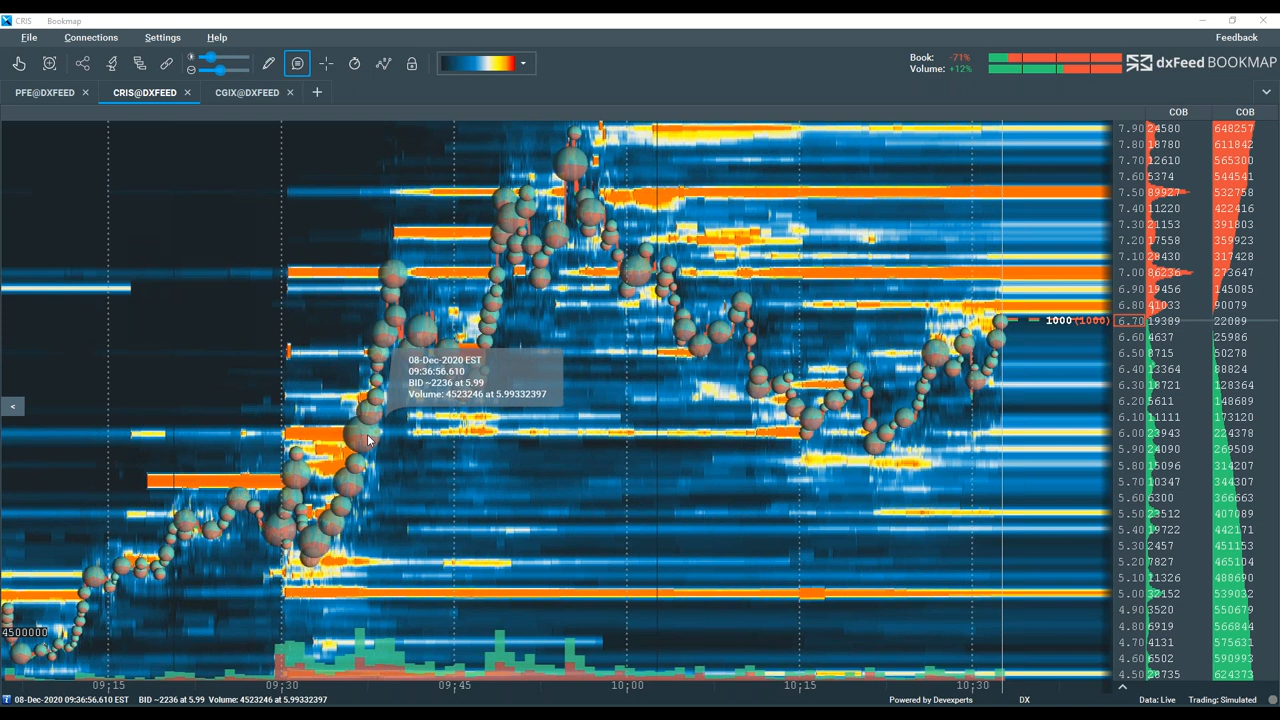 CRIS Bookmap
File Connections Settings Help Feedback
Book: -71%
Volume: +12%
dxFeed BOOKMAP
PFE@DXFEED × CRIS@DXFEED × CGIX@DXFEED × +
COB COB
7.90 24580 648257
7.80 18780 611842
7.70 12610 565300
7.60 5374 544541
7.50 89927 532758
7.40 11220 422416
7.30 21153 391803
7.20 17558 359923
7.10 28430 317428
7.00 86236 273647
6.90 19456 145085
6.80 41033 90079
1000 (1000) 6.70 19389 22089
6.60 4637 25986
6.50 8715 50278
08-Dec-2020 EST
09:36:56.610
BID ~2236 at 5.99
Volume: 4523246 at 5.99332397
6.40 13364 88824
6.30 18721 128364
6.20 5611 148689
<
6.10 11111 173120
6.00 23943 224378
5.90 24090 269509
5.80 15096 314207
5.70 10347 344307
5.60 6300 366663
5.50 23512 407089
5.40 19722 442171
5.30 2457 451153
5.20 7827 465104
5.10 11326 488690
5.00 32152 539032
4.90 3520 550679
4500000
4.80 6919 566844
4.70 4131 575631
4.60 6502 590993
4.50 28735 624373
09:15 09:30 09:45 10:00 10:15 10:30
08-Dec-2020 09:36:56.610 EST BID ~2236 at 5.99 Volume: 4523246 at 5.99332397 Powered by Devexperts DX Data: Live Trading: Simulated